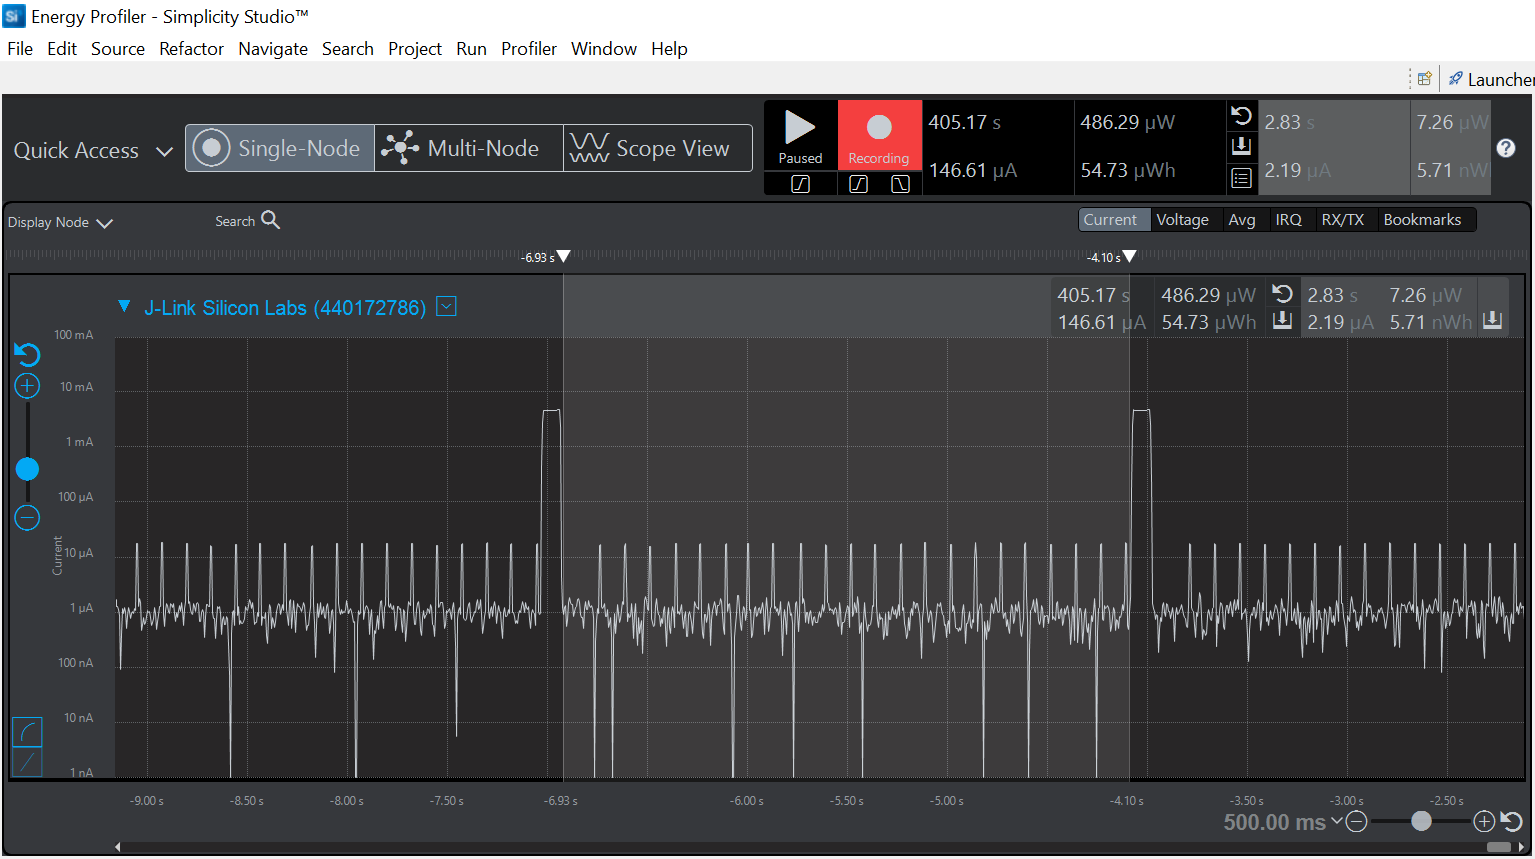 Si Energy Profiler - Simplicity Studio™
File Edit Source Refactor Navigate Search Project Run Profiler Window Help
Launcher
Quick Access Single-Node Multi-Node Scope View
Paused Recording
405.17 s 486.29 µW 2.83 s 7.26 µW
146.61 µA 54.73 µWh 2.19 µA 5.71 nW
Display Node Search Current Voltage Avg IRQ RX/TX Bookmarks
-6.93 s -4.10 s
J-Link Silicon Labs (440172786)
405.17 s 486.29 µW 2.83 s 7.26 µW
146.61 µA 54.73 µWh 2.19 µA 5.71 nWh
100 mA
10 mA
1 mA
100 µA
10 µA
1 µA
100 nA
10 nA
1 nA
Current
-9.00 s -8.50 s -8.00 s -7.50 s -6.93 s -6.00 s -5.50 s -5.00 s -4.10 s -3.50 s -3.00 s -2.50 s
500.00 ms